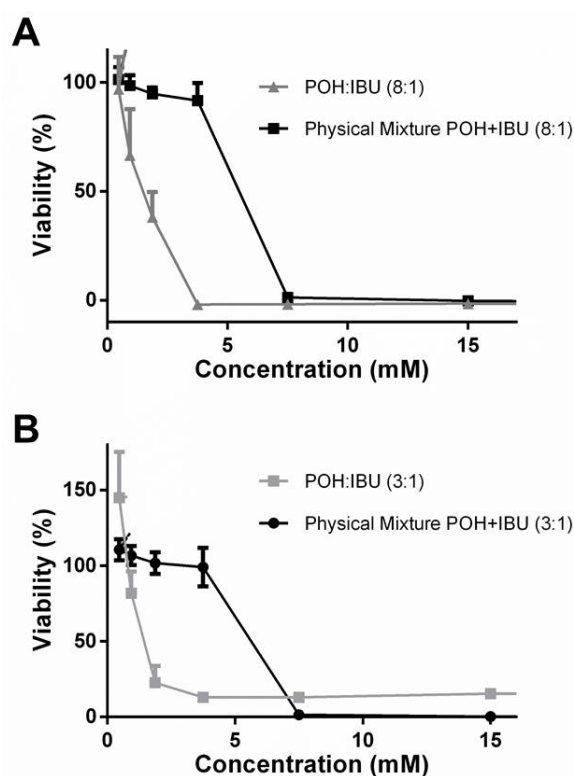 A
100
50
0
0
5
10
15
Viability (%)
Concentration (mM)
POH:IBU (8:1)
Physical Mixture POH+IBU (8:1)
B
150
100
50
0
0
5
10
15
Viability (%)
Concentration (mM)
POH:IBU (3:1)
Physical Mixture POH+IBU (3:1)